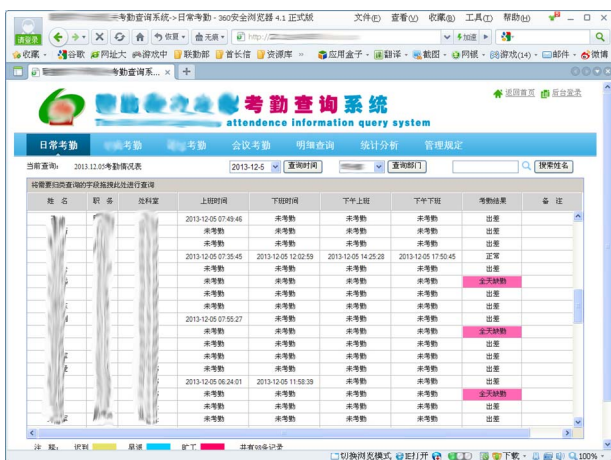 考勤查询系统->日常考勤 - 360安全浏览器 4.1 正式版 文件(F) 查看(V) 收藏(B) 工具(T) 帮助(H)
请登录 恢复 无痕 http:// 加速
收藏 谷歌 网址大 游戏中 联勤部 首长信 资源库 » 应用盒子 翻译 截图 网银 游戏(14) 邮件 微博
考勤查询系... × +
考勤查询系统 返回首页 后台登录
attendence information query system
日常考勤 考勤 考勤 会议考勤 明细查询 统计分析 管理规定
当前查询: 2013.12.05考勤情况表 2013-12-5 查询时间 查询部门 搜索姓名
将需要归类查询的字段拖拽此处进行查询
姓 名 职 务 处科室 上班时间 下班时间 下午上班 下午下班 考勤结果 备 注
2013-12-05 07:49:46 未考勤 未考勤 未考勤 出差
未考勤 未考勤 未考勤 未考勤 出差
未考勤 未考勤 未考勤 未考勤 出差
2013-12-05 07:35:45 2013-12-05 12:02:59 2013-12-05 14:25:28 2013-12-05 17:50:45 正常
未考勤 未考勤 未考勤 未考勤 出差
未考勤 未考勤 未考勤 未考勤 全天缺勤
未考勤 未考勤 未考勤 未考勤 出差
未考勤 未考勤 未考勤 未考勤 出差
2013-12-05 07:55:27 未考勤 未考勤 未考勤 出差
未考勤 未考勤 未考勤 未考勤 全天缺勤
未考勤 未考勤 未考勤 未考勤 出差
未考勤 未考勤 未考勤 未考勤 出差
未考勤 未考勤 未考勤 未考勤 出差
2013-12-05 06:24:01 2013-12-05 11:58:39 未考勤 未考勤 出差
未考勤 未考勤 未考勤 未考勤 全天缺勤
未考勤 未考勤 未考勤 未考勤 出差
未考勤 未考勤 未考勤 未考勤 出差
注 释: 迟到 早退 旷工 共有98条记录
切换浏览模式 IE打开 下载 100%